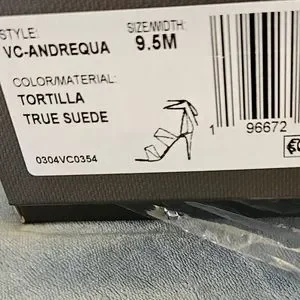 STYLE: SIZE/WIDTH:
VC-ANDREQUA 9.5M
COLOR/MATERIAL:
TORTILLA
TRUE SUEDE
1 96672
0304VC0354